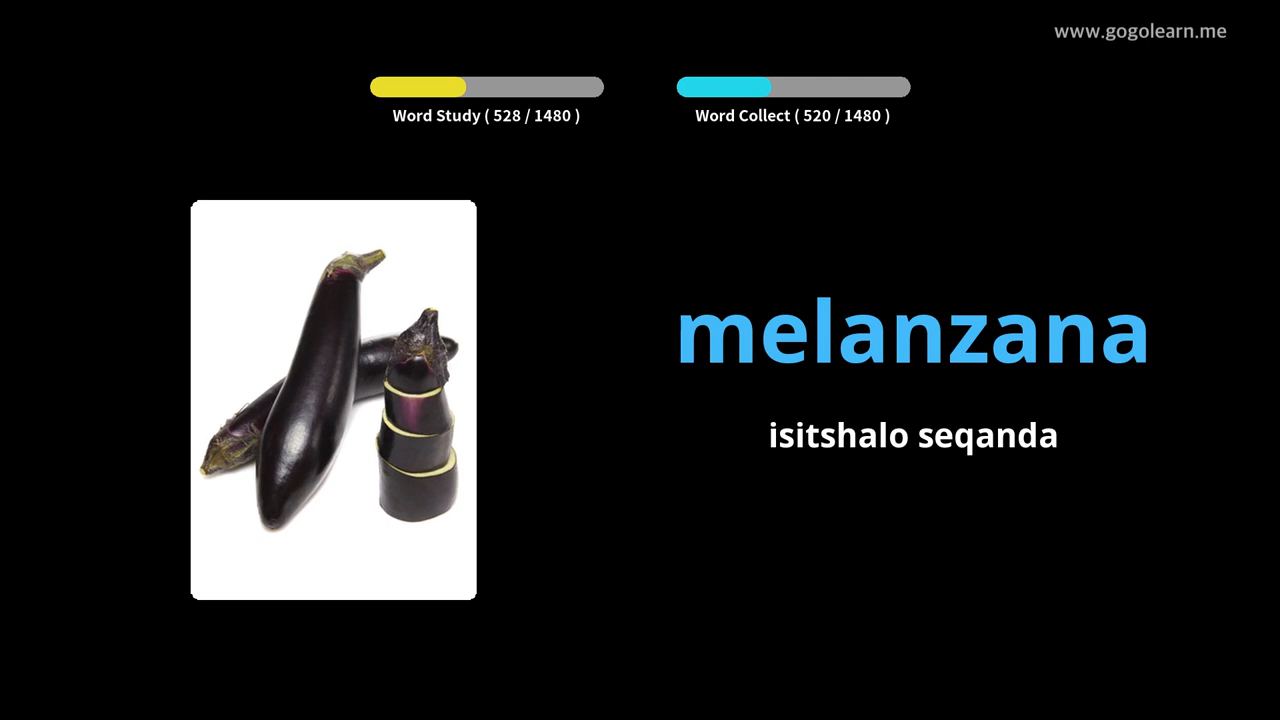 www.gogolearn.me
Word Study ( 528 / 1480 )
Word Collect ( 520 / 1480 )
melanzana
isitshalo seqanda